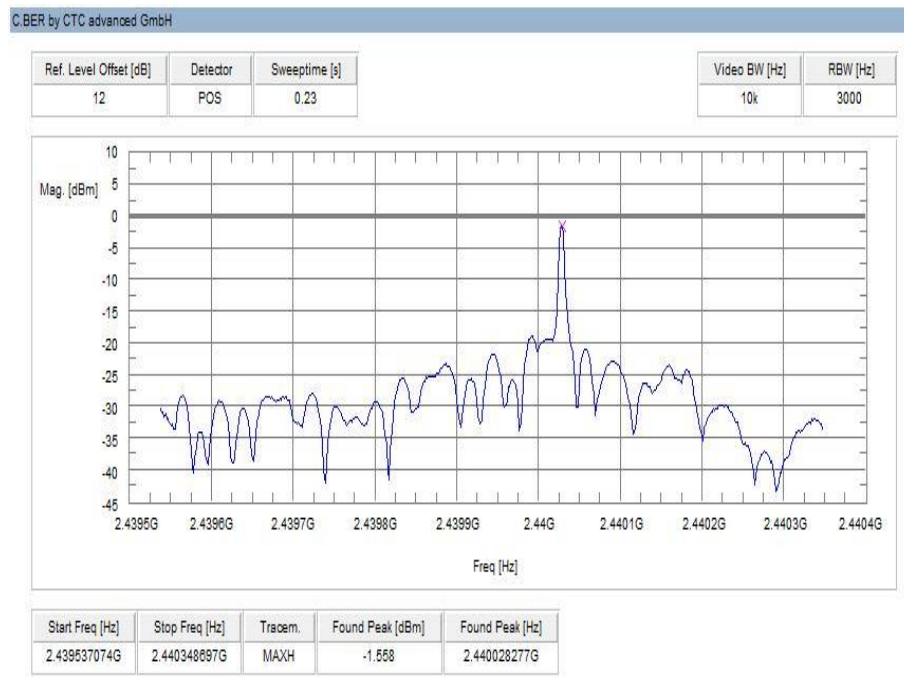 C.BER by CTC advanced GmbH
Ref. Level Offset [dB] Detector Sweeptime [s] Video BW [Hz] RBW [Hz]
12 POS 0.23 10k 3000
10
Mag. [dBm] 5
0
-5
-10
-15
-20
-25
-30
-35
-40
-45
2.4395G 2.4396G 2.4397G 2.4398G 2.4399G 2.44G 2.4401G 2.4402G 2.4403G 2.4404G
Freq [Hz]
Start Freq [Hz] Stop Freq [Hz] Tracem. Found Peak [dBm] Found Peak [Hz]
2.439537074G 2.440348697G MAXH -1.558 2.440028277G